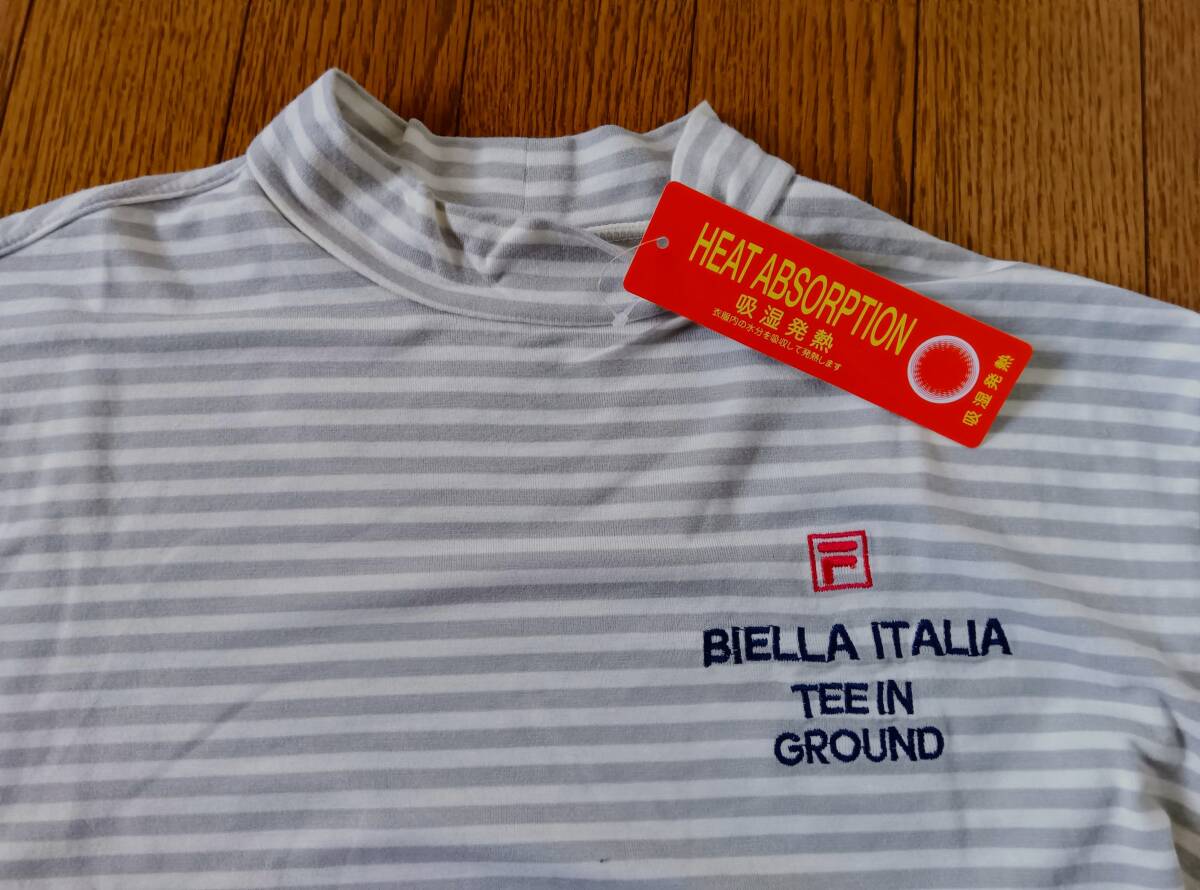 HEAT ABSORPTION
吸湿発熱
衣服内の水分を吸収して発熱します
吸湿発熱
F
BIELLA ITALIA
TEE IN
GROUND